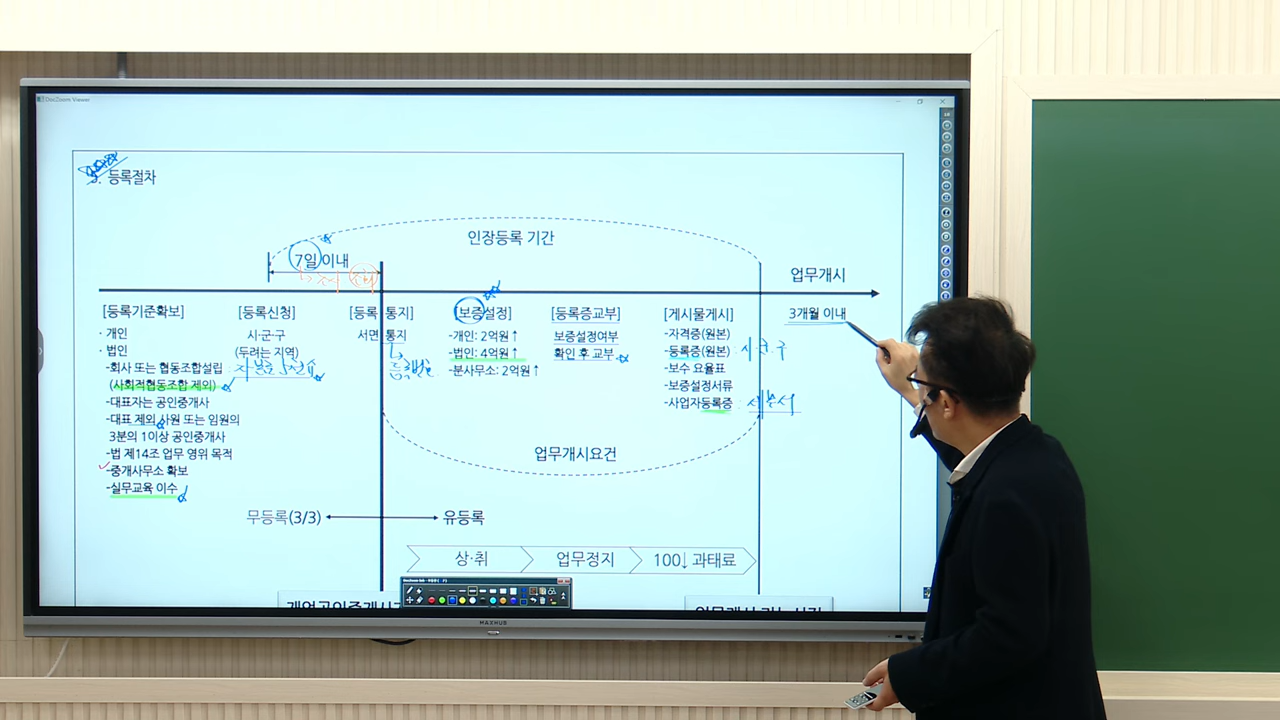 DocZoom Viewer
3. 등록절차
인장등록 기간
7일 이내
업무개시
[등록기준확보]
[등록신청]
[등록 통지]
[보증설정]
[등록증교부]
[게시물게시]
3개월 이내
· 개인
· 법인
-회사 또는 협동조합설립
(사회적협동조합 제외)
-대표자는 공인중개사
-대표 제외 사원 또는 임원의
3분의 1이상 공인중개사
-법 제14조 업무 영위 목적
-중개사무소 확보
-실무교육 이수
시·군·구
(두려는 지역)
서면 통지
-개인: 2억원↑
-법인: 4억원↑
-분사무소: 2억원↑
보증설정여부
확인 후 교부
-자격증(원본)
-등록증(원본) : 시·군·구
-보수 요율표
-보증설정서류
-사업자등록증 : 세무서
업무개시요건
무등록(3/3)
유등록
상·취
업무정지
100↓ 과태료
MAXHUB